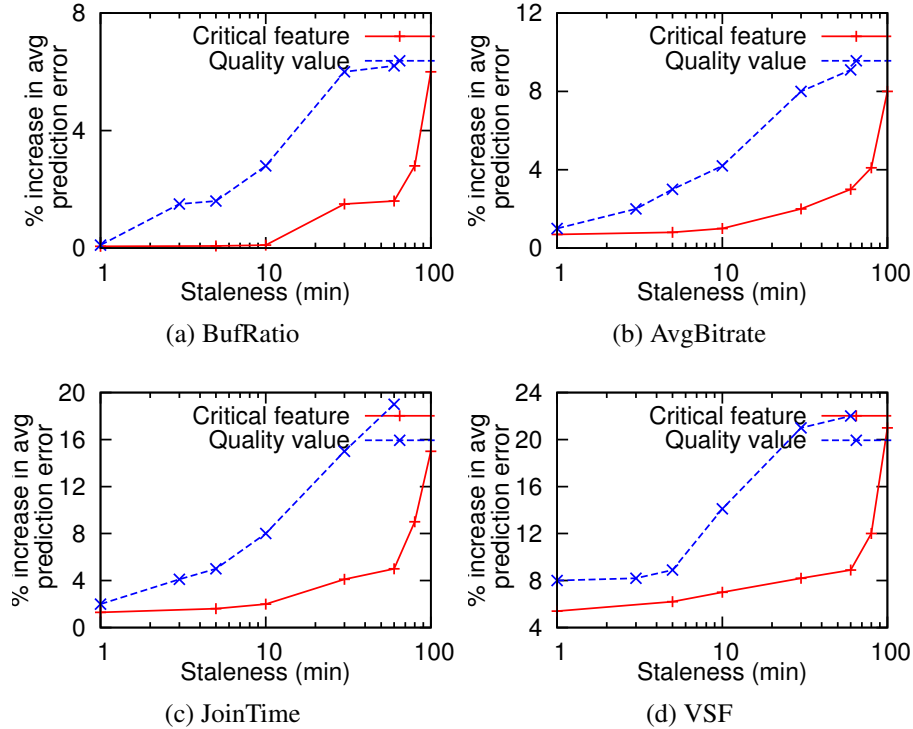 % increase in avg
prediction error
8
4
0
Critical feature
Quality value
1 10 100
Staleness (min)
(a) BufRatio
% increase in avg
prediction error
12
8
4
0
Critical feature
Quality value
1 10 100
Staleness (min)
(b) AvgBitrate
% increase in avg
prediction error
20
16
12
8
4
0
Critical feature
Quality value
1 10 100
Staleness (min)
(c) JoinTime
% increase in avg
prediction error
24
20
16
12
8
4
Critical feature
Quality value
1 10 100
Staleness (min)
(d) VSF